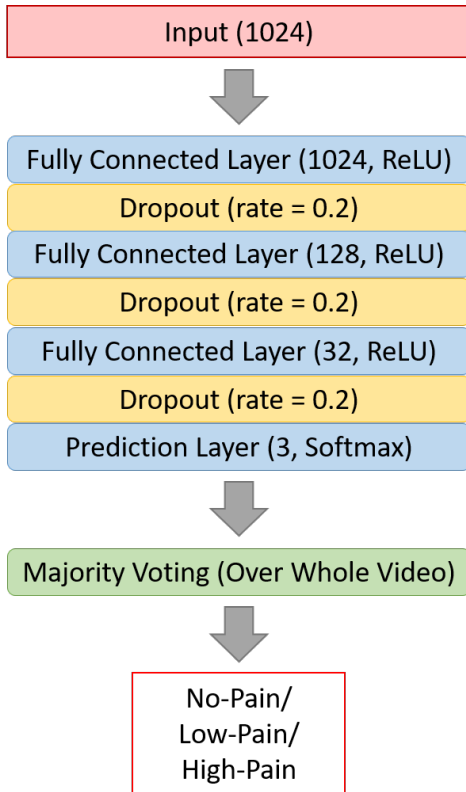 Input (1024)
Fully Connected Layer (1024, ReLU)
Dropout (rate = 0.2)
Fully Connected Layer (128, ReLU)
Dropout (rate = 0.2)
Fully Connected Layer (32, ReLU)
Dropout (rate = 0.2)
Prediction Layer (3, Softmax)
Majority Voting (Over Whole Video)
No-Pain/
Low-Pain/
High-Pain